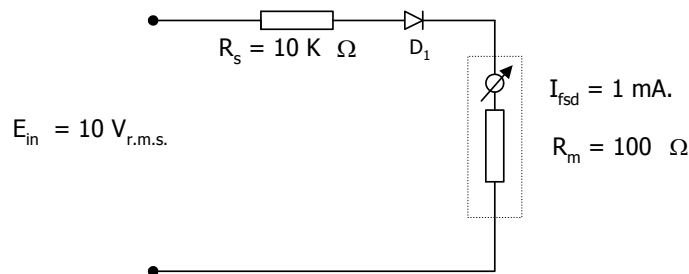 R_s = 10 K Ω
D_1
I_fsd = 1 mA.
E_in = 10 V_r.m.s.
R_m = 100 Ω